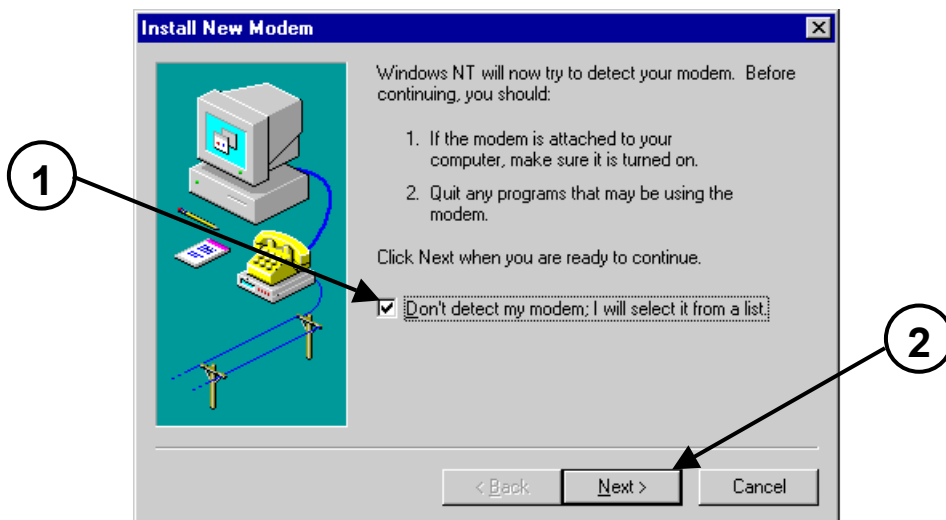 Install New Modem
Windows NT will now try to detect your modem. Before
continuing, you should:
1. If the modem is attached to your
computer, make sure it is turned on.
2. Quit any programs that may be using the
modem.
Click Next when you are ready to continue.
1
Don't detect my modem; I will select it from a list.
2
< Back
Next >
Cancel